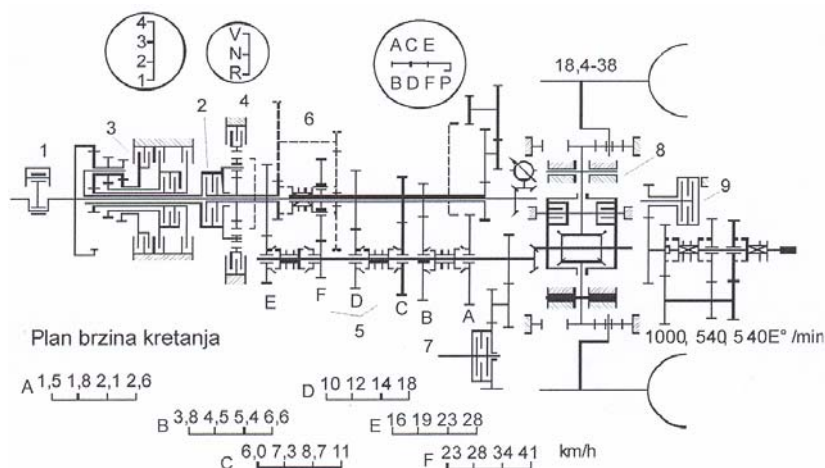 4
3
2
1
V
N
R
A C E
B D F P
18,4-38
1
3
2
4
6
8
E
9
E
F
D
C
B
A
5
7
Plan brzina kretanja
1000, 540, 540E° /min
A 1,5 1,8 2,1 2,6
D 10 12 14 18
B 3,8 4,5 5,4 6,6
E 16 19 23 28
C 6,0 7,3 8,7 11
F 23 28 34 41 km/h